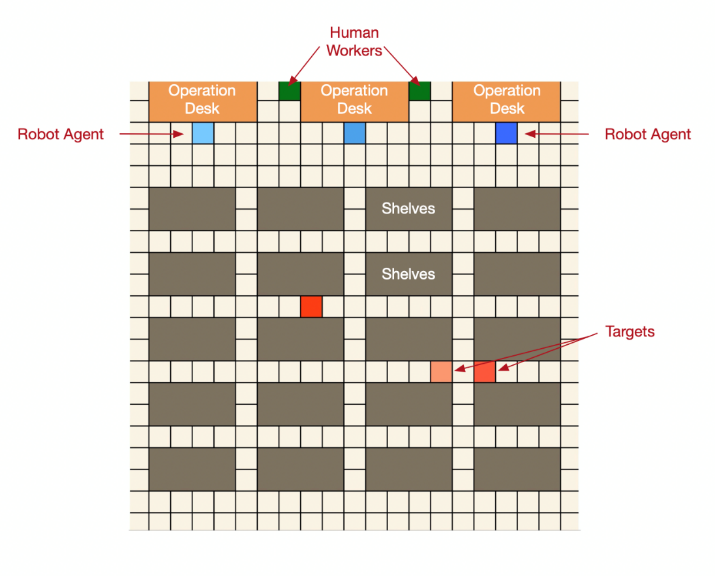 Human
Workers
Operation
Desk
Operation
Desk
Operation
Desk
Robot Agent
Robot Agent
Shelves
Shelves
Targets